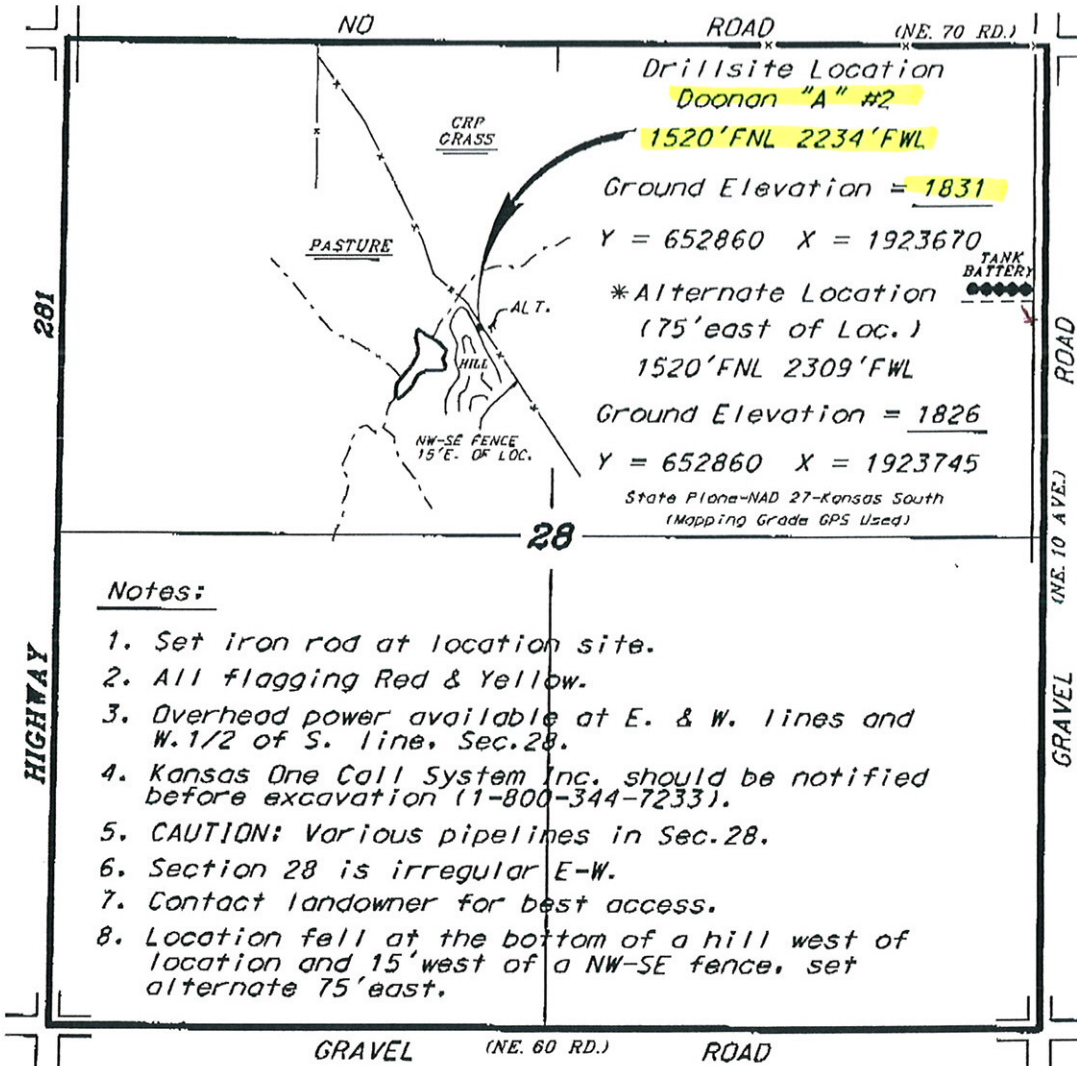 NO ROAD (NE. 70 RD.)
Drillsite Location
Doonan "A" #2
1520'FNL 2234'FWL
Ground Elevation = 1831
Y = 652860 X = 1923670
TANK
BATTERY
*Alternate Location
(75'east of Loc.)
1520'FNL 2309'FWL
Ground Elevation = 1826
Y = 652860 X = 1923745
State Plane-NAD 27-Kansas South
(Mapping Grade GPS Used)
CRP
GRASS
PASTURE
ALT.
HILL
NW-SE FENCE
15'E. OF LOC.
28
HIGHWAY 281
GRAVEL (NE. 10 AVE.) ROAD
Notes:
1. Set iron rod at location site.
2. All flagging Red & Yellow.
3. Overhead power available at E. & W. lines and
W.1/2 of S. line, Sec.28.
4. Kansas One Call System Inc. should be notified
before excavation (1-800-344-7233).
5. CAUTION: Various pipelines in Sec.28.
6. Section 28 is irregular E-W.
7. Contact landowner for best access.
8. Location fell at the bottom of a hill west of
location and 15'west of a NW-SE fence, set
alternate 75'east.
GRAVEL (NE. 60 RD.) ROAD